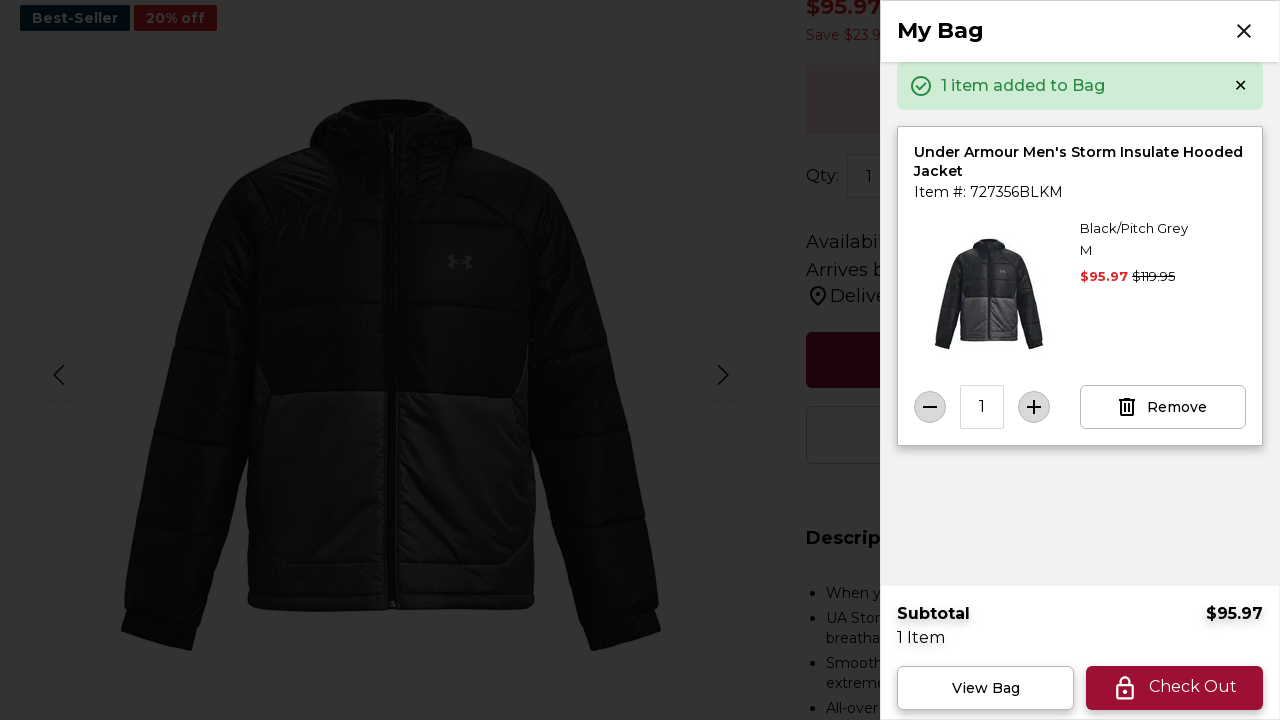 Best-Seller
20% off
$95.97
Save $23.9
Qty:
1
Arrives b
Delive
Descrip
When y
UA Stor
breatha
Smooth
extreme
All-over
My Bag
1 item added to Bag
Under Armour Men's Storm Insulate Hooded
Jacket
Item #: 727356BLKM
Black/Pitch Grey
M
$95.97 $119.95
1
Remove
Subtotal $95.97
1 Item
View Bag
Check Out